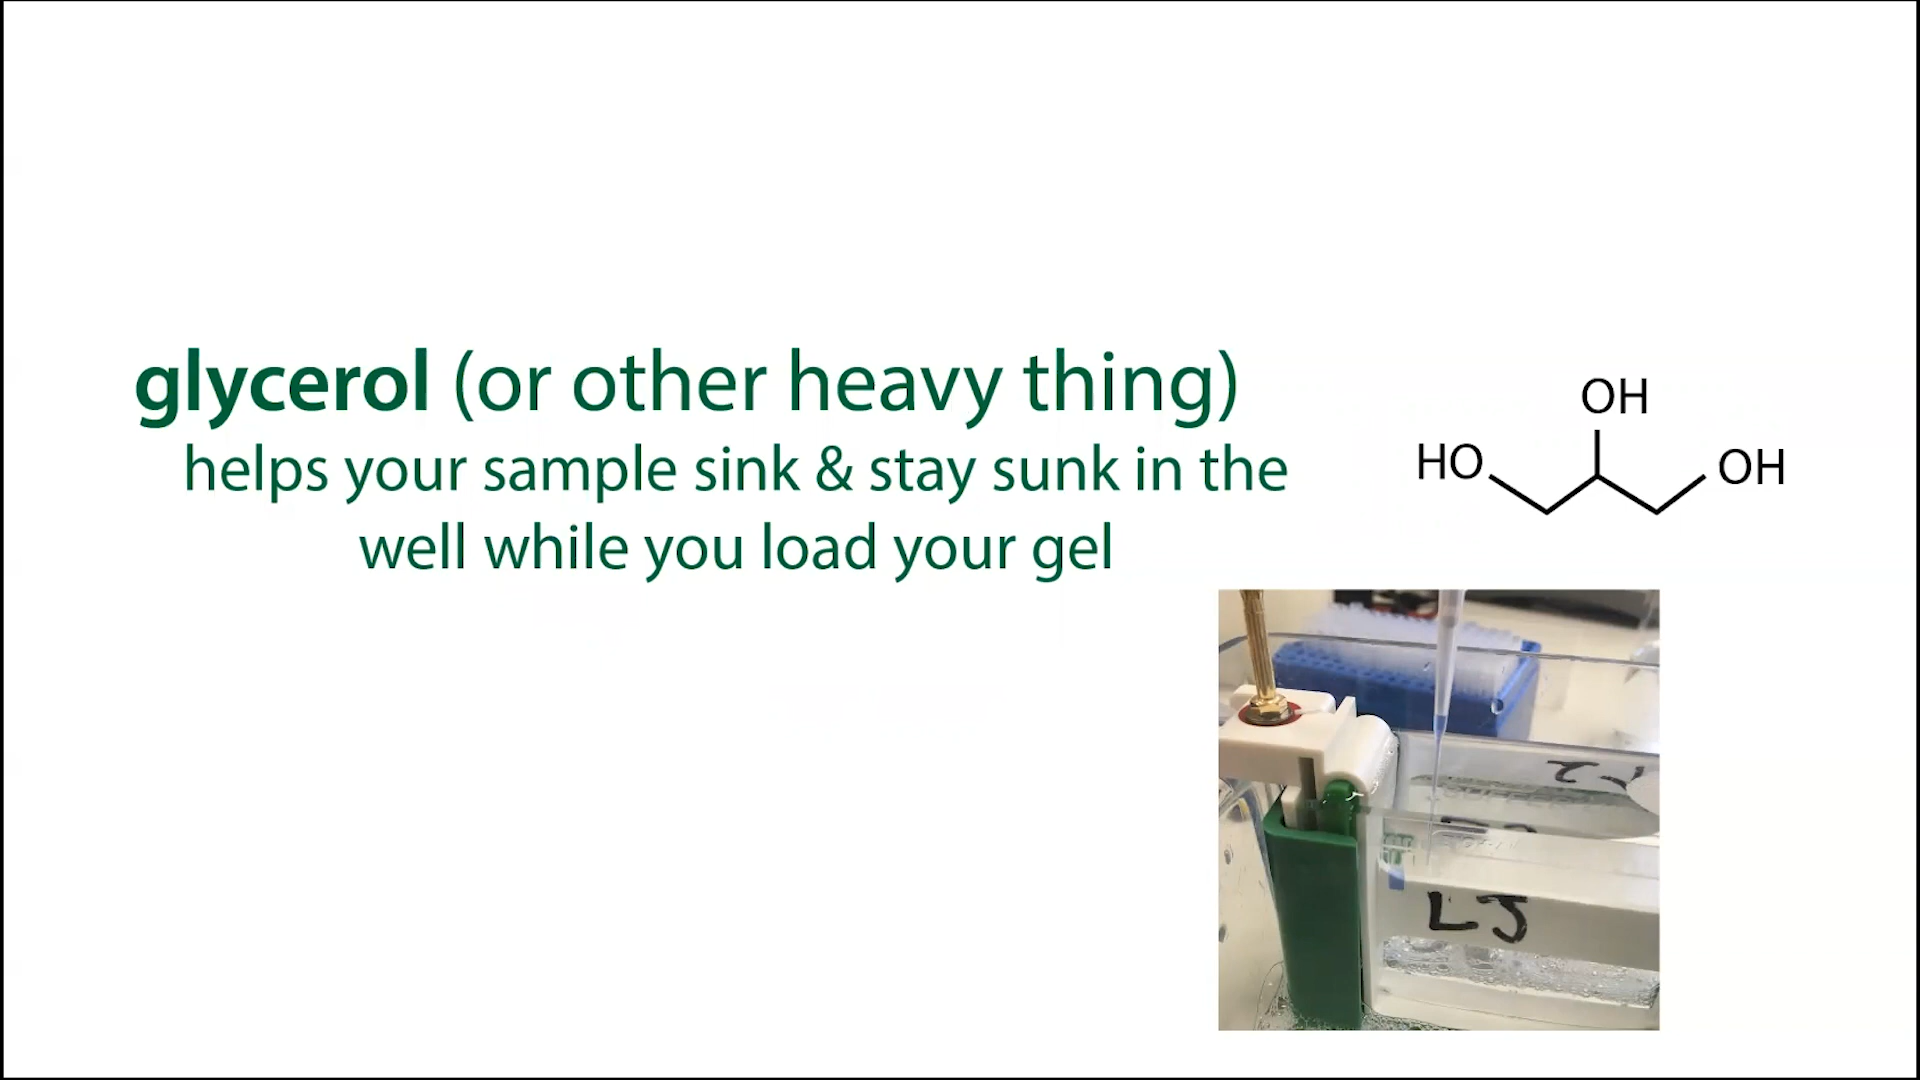 glycerol (or other heavy thing)
helps your sample sink & stay sunk in the
well while you load your gel
OH
HO
OH
LJ